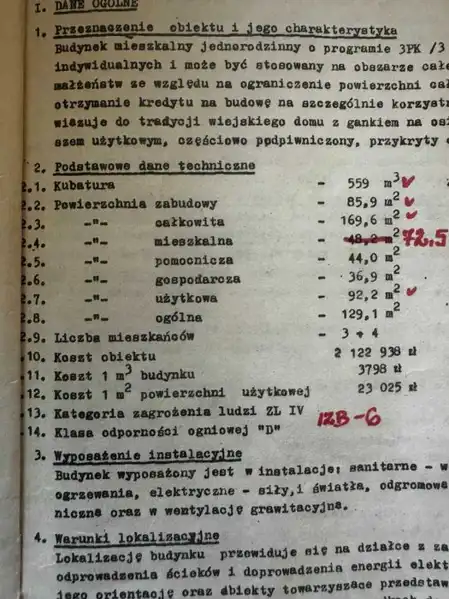 I. DANE OGÓLNE
1. Przeznaczenie obiektu i jego charakterystyka
Budynek mieszkalny jednorodzinny o programie 3PK /3
indywidualnych i może być stosowany na obszarze całe
małżeństw ze względu na ograniczenie powierzchni cał
otrzymanie kredytu na budowę na szczególnie korzyst
wiązuje do tradycji wiejskiego domu z gankiem na osi
szem użytkowym, częściowo ppdpiwniczony, przykryty
2. Podstawowe dane techniczne
2.1. Kubatura - 559 m3
2.2. Powierzchnia zabudowy - 85,9 m2
2.3. -"- całkowita - 169,6 m2
2.4. -"- mieszkalna - 48,2 m2 72,5
2.5. -"- pomocnicza - 44,0 m2
2.6. -"- gospodarcza - 36,9 m2
2.7. -"- użytkowa - 92,2 m2
2.8. -"- ogólna - 129,1 m2
2.9. Liczba mieszkańców - 3 + 4
10. Koszt obiektu 2 122 938 zł
11. Koszt 1 m3 budynku 3798 zł
12. Koszt 1 m2 powierzchni użytkowej 23 025 zł
13. Kategoria zagrożenia ludzi ZL IV
14. Klasa odporności ogniowej "D" IZB-6
3. Wyposażenie instalacyjne
Budynek wyposażony jest w instalacje: sanitarne - w
ogrzewania, elektryczne - siły,i światła, odgromowa
niczna oraz w wentylację grawitacyjną.
4. Warunki lokalizacyjne
Lokalizację budynku przewiduje się na działce z za
odprowadzenia ścieków i doprowadzenia energii elekt
jego orientację oraz obiekty towarzyszące przedstaw